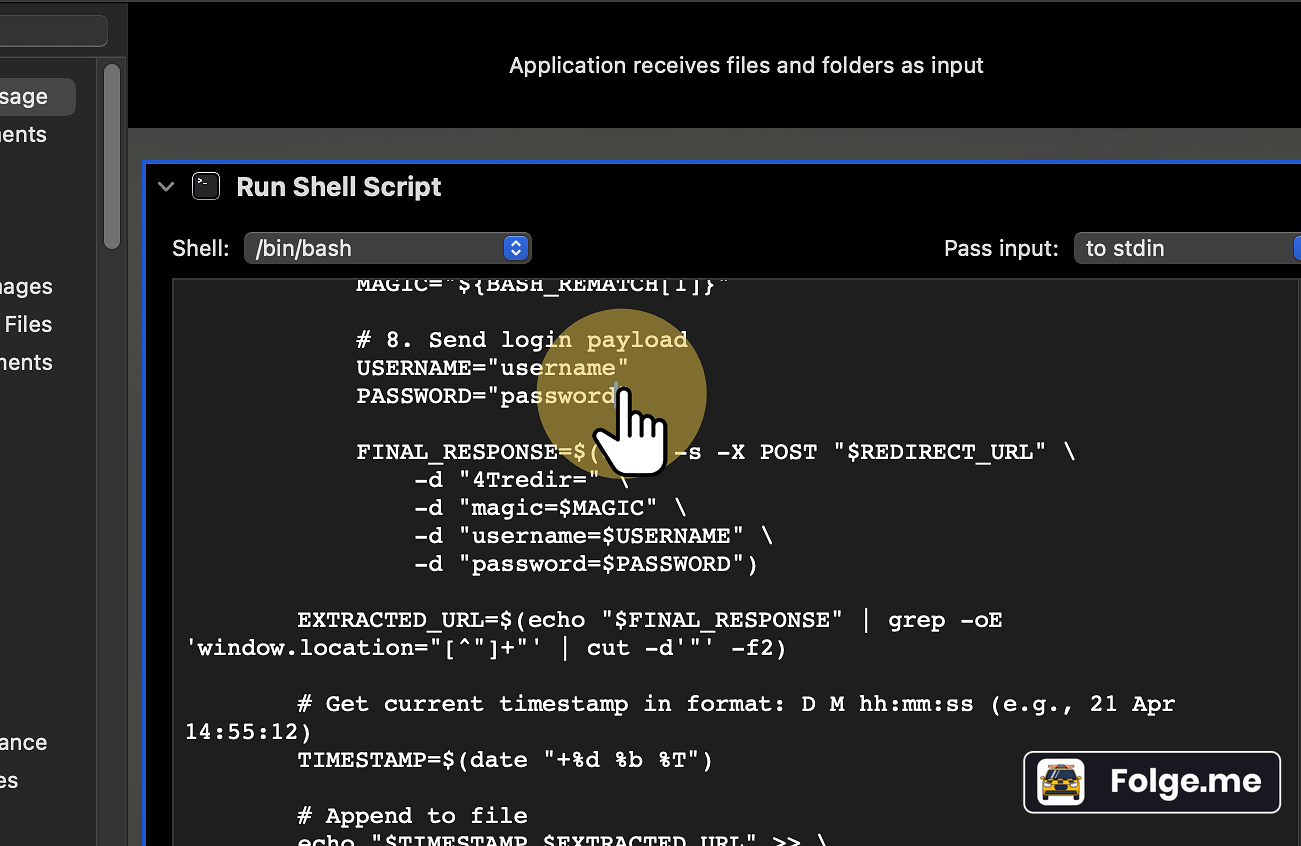 Application receives files and folders as input
sage
ents
ages
Files
nents
ance
es
Run Shell Script
Shell: /bin/bash
Pass input: to stdin
MAGIC="${BASH_REMATCH[1]}"
# 8. Send login payload
USERNAME="username"
PASSWORD="password"
FINAL_RESPONSE=$( -s -X POST "$REDIRECT_URL" \
-d "4Tredir=" \
-d "magic=$MAGIC" \
-d "username=$USERNAME" \
-d "password=$PASSWORD")
EXTRACTED_URL=$(echo "$FINAL_RESPONSE" | grep -oE
'window.location="[^"]+"' | cut -d'"' -f2)
# Get current timestamp in format: D M hh:mm:ss (e.g., 21 Apr
14:55:12)
TIMESTAMP=$(date "+%d %b %T")
# Append to file
echo "$TIMESTAMP $EXTRACTED_URL" >> \
Folge.me